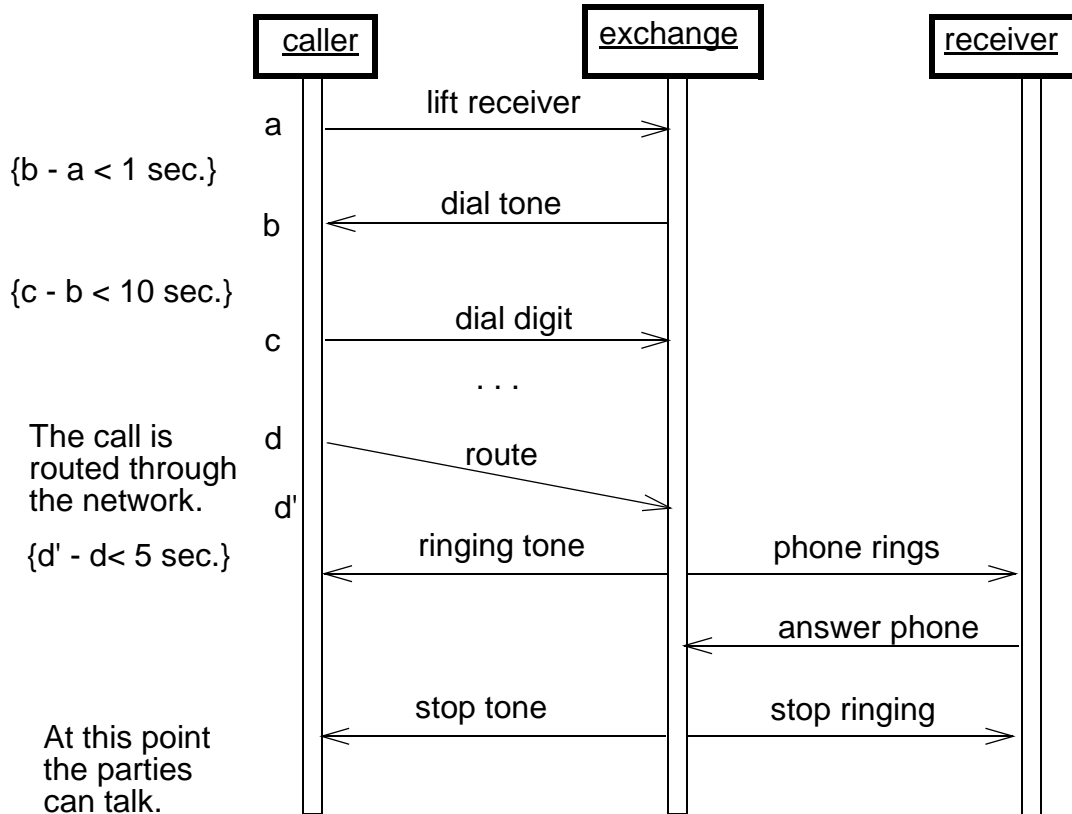 caller
exchange
receiver
lift receiver
a
{b - a < 1 sec.}
dial tone
b
{c - b < 10 sec.}
dial digit
c
. . .
The call is
routed through
the network.
d
route
d'
{d' - d< 5 sec.}
ringing tone
phone rings
answer phone
stop tone
stop ringing
At this point
the parties
can talk.